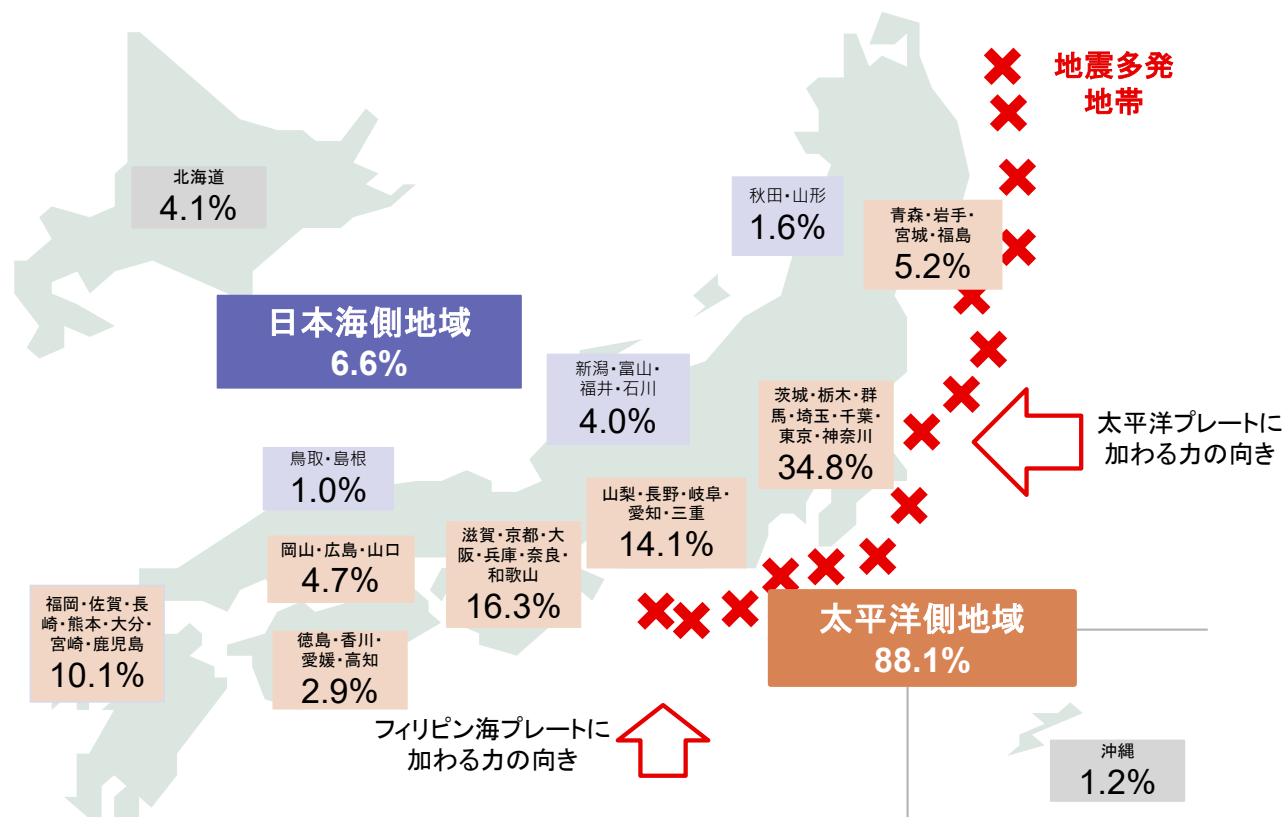 地震多発
地帯
北海道
4.1%
秋田・山形
1.6%
青森・岩手・
宮城・福島
5.2%
日本海側地域
6.6%
新潟・富山・
福井・石川
4.0%
茨城・栃木・群
馬・埼玉・千葉・
東京・神奈川
34.8%
太平洋プレートに
加わる力の向き
鳥取・島根
1.0%
山梨・長野・岐阜・
愛知・三重
14.1%
滋賀・京都・大
阪・兵庫・奈良・
和歌山
16.3%
岡山・広島・山口
4.7%
福岡・佐賀・長
崎・熊本・大分・
宮崎・鹿児島
10.1%
徳島・香川・
愛媛・高知
2.9%
太平洋側地域
88.1%
フィリピン海プレートに
加わる力の向き
沖縄
1.2%